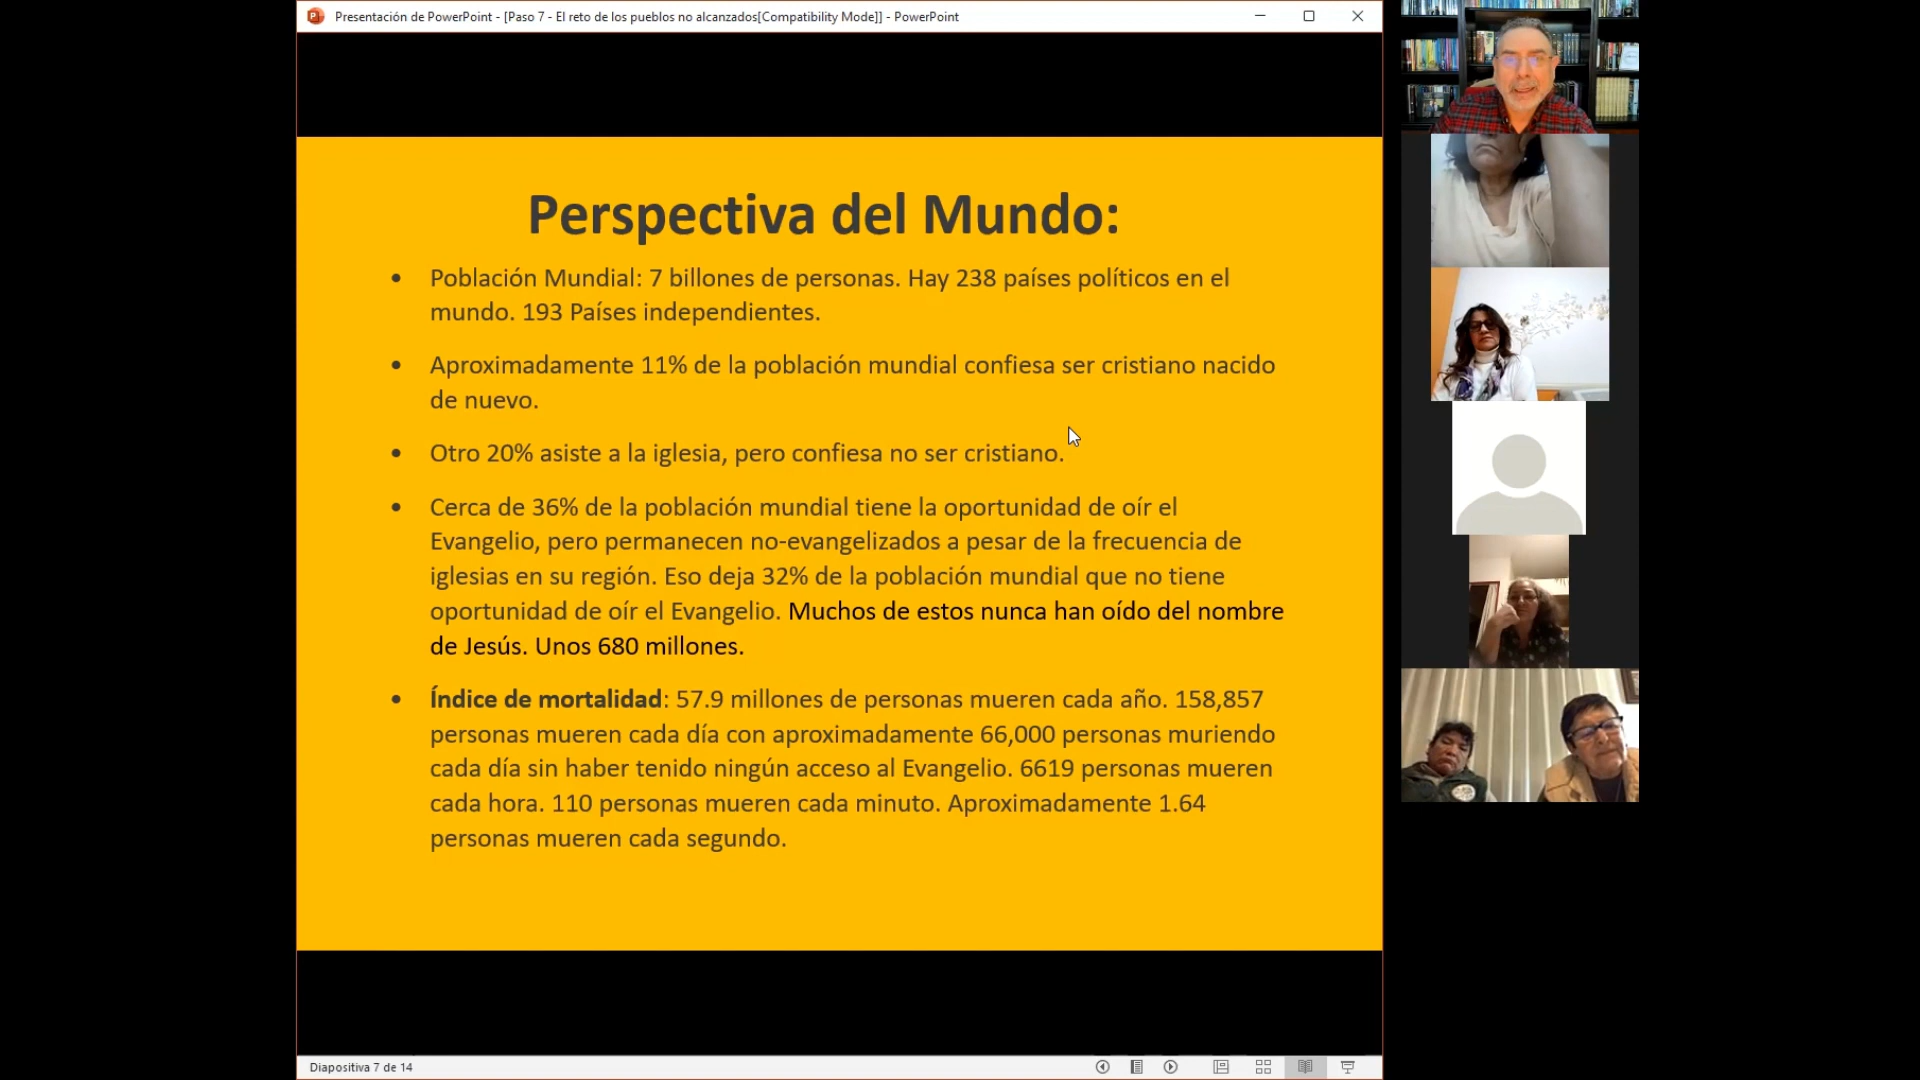 Presentación de PowerPoint - [Paso 7 - El reto de los pueblos no alcanzados[Compatibility Mode]] - PowerPoint
Perspectiva del Mundo:
• Población Mundial: 7 billones de personas. Hay 238 países políticos en el
mundo. 193 Países independientes.
• Aproximadamente 11% de la población mundial confiesa ser cristiano nacido
de nuevo.
• Otro 20% asiste a la iglesia, pero confiesa no ser cristiano.
• Cerca de 36% de la población mundial tiene la oportunidad de oír el
Evangelio, pero permanecen no-evangelizados a pesar de la frecuencia de
iglesias en su región. Eso deja 32% de la población mundial que no tiene
oportunidad de oír el Evangelio. Muchos de estos nunca han oído del nombre
de Jesús. Unos 680 millones.
• Índice de mortalidad: 57.9 millones de personas mueren cada año. 158,857
personas mueren cada día con aproximadamente 66,000 personas muriendo
cada día sin haber tenido ningún acceso al Evangelio. 6619 personas mueren
cada hora. 110 personas mueren cada minuto. Aproximadamente 1.64
personas mueren cada segundo.
Diapositiva 7 de 14